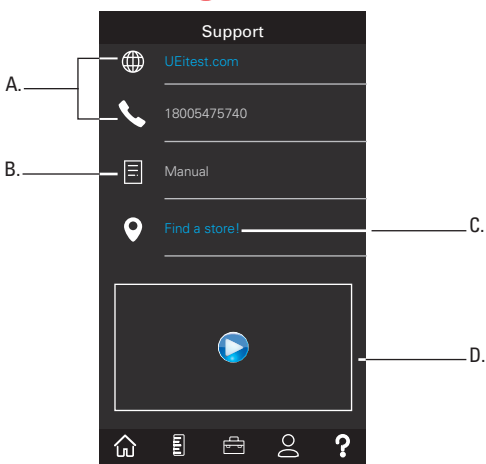 Support
UEitest.com
A.
18005475740
B.
Manual
Find a store!
C.
D.
?